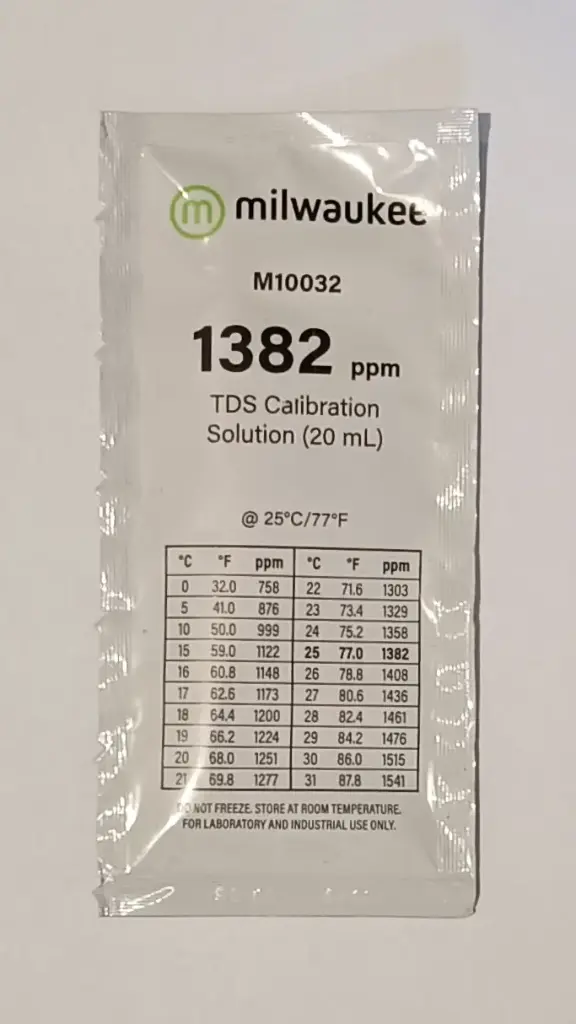 m milwaukee
M10032
1382 ppm
TDS Calibration
Solution (20 mL)
@ 25°C/77°F
°C °F ppm °C °F ppm
0 32.0 758 22 71.6 1303
5 41.0 876 23 73.4 1329
10 50.0 999 24 75.2 1358
15 59.0 1122 25 77.0 1382
16 60.8 1148 26 78.8 1408
17 62.6 1173 27 80.6 1436
18 64.4 1200 28 82.4 1461
19 66.2 1224 29 84.2 1476
20 68.0 1251 30 86.0 1515
21 69.8 1277 31 87.8 1541
DO NOT FREEZE. STORE AT ROOM TEMPERATURE.
FOR LABORATORY AND INDUSTRIAL USE ONLY.